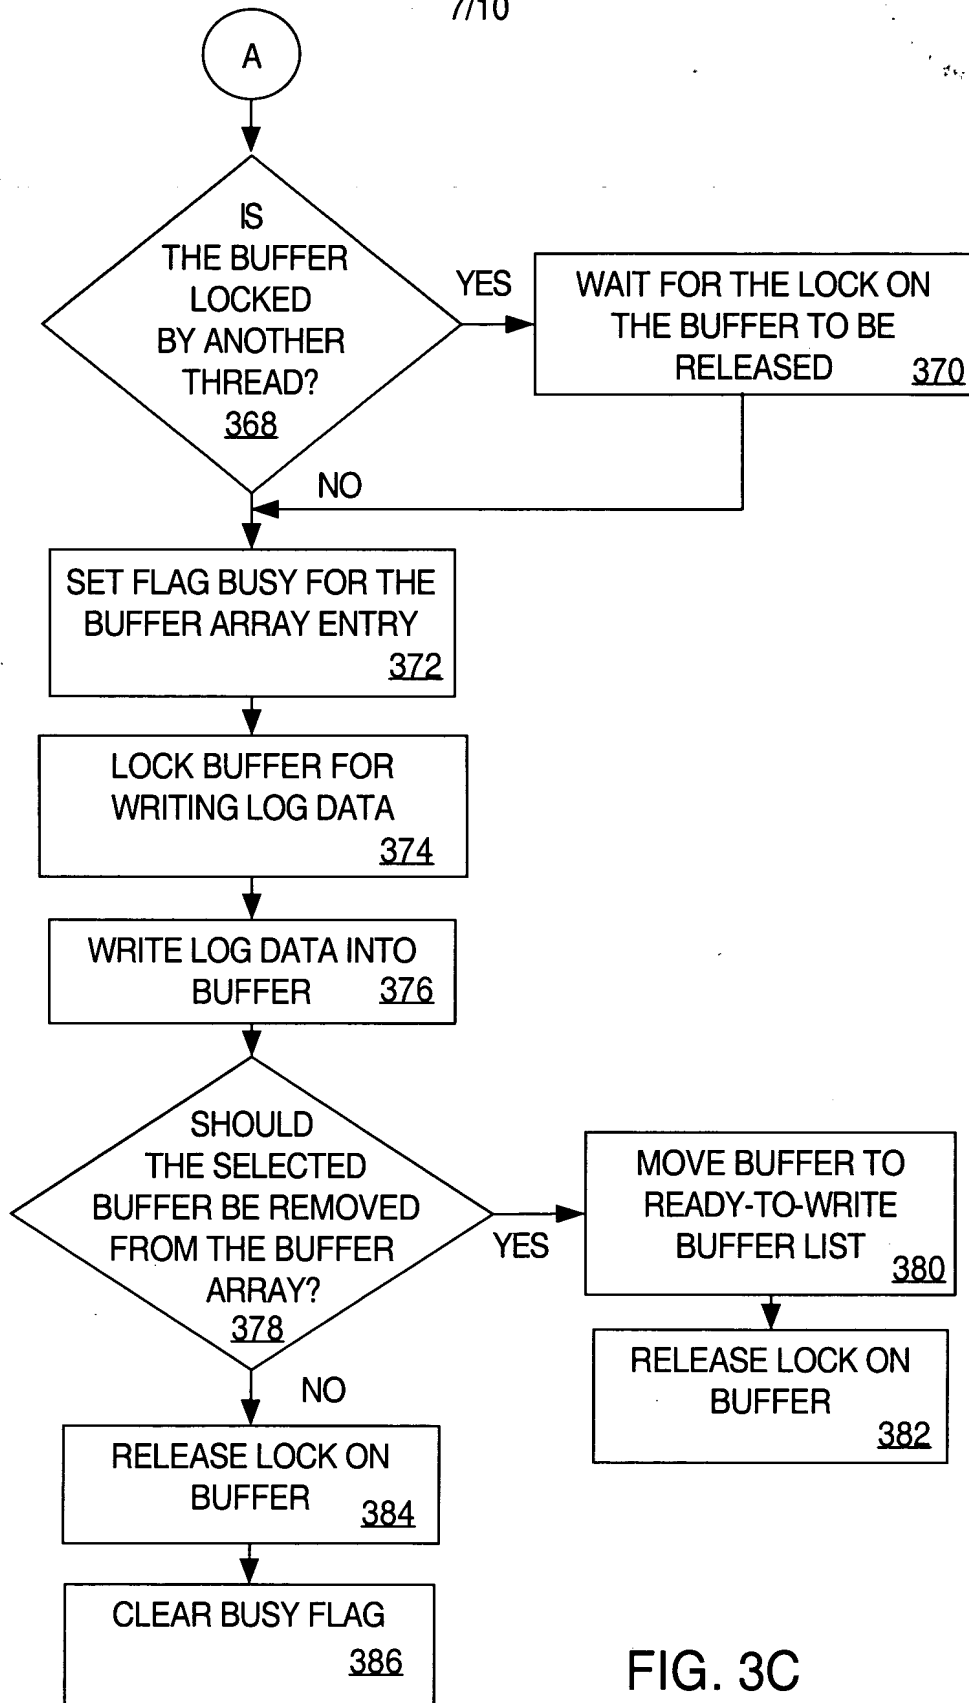 7/10
A
IS
THE BUFFER
LOCKED
BY ANOTHER
THREAD?
368
YES
WAIT FOR THE LOCK ON
THE BUFFER TO BE
RELEASED
370
NO
SET FLAG BUSY FOR THE
BUFFER ARRAY ENTRY
372
LOCK BUFFER FOR
WRITING LOG DATA
374
WRITE LOG DATA INTO
BUFFER 376
SHOULD
THE SELECTED
BUFFER BE REMOVED
FROM THE BUFFER
ARRAY?
378
YES
MOVE BUFFER TO
READY-TO-WRITE
BUFFER LIST
380
RELEASE LOCK ON
BUFFER
382
NO
RELEASE LOCK ON
BUFFER
384
CLEAR BUSY FLAG
386
FIG. 3C